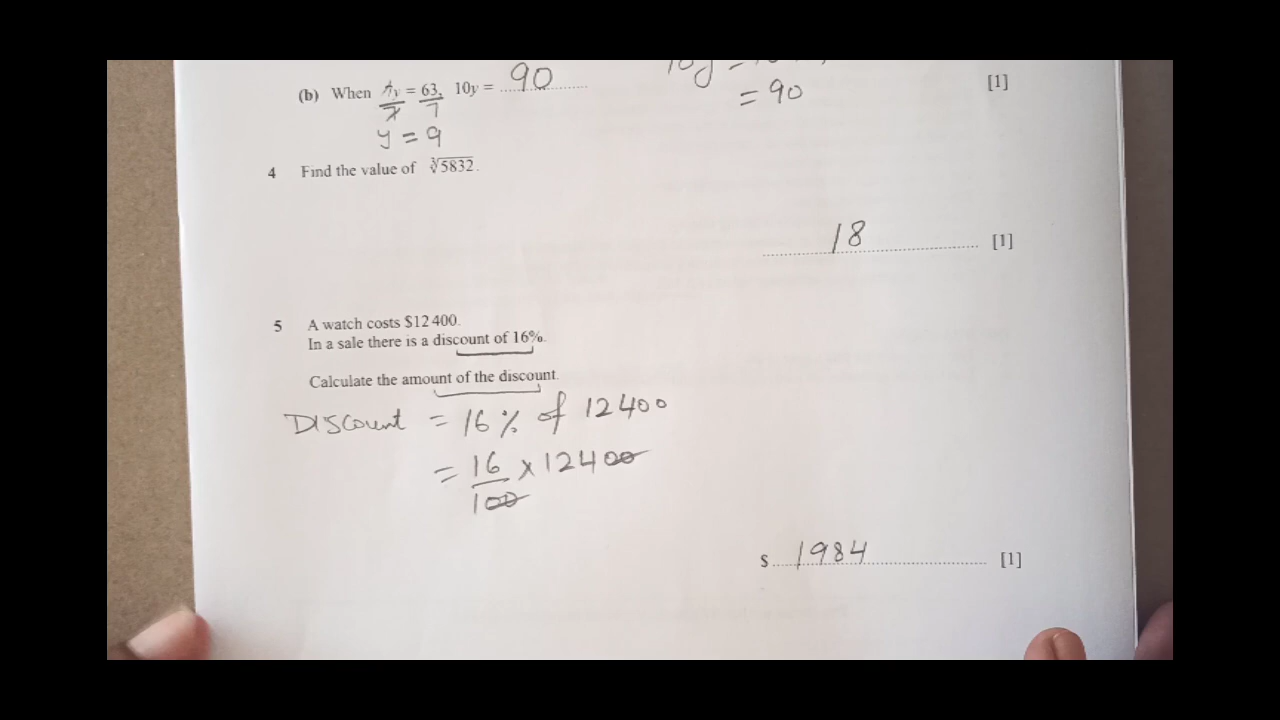 = 90
(b) When 7y = 63, 10y = 90 [1]
7 7
y = 9
4 Find the value of ∛5832.
18 [1]
5 A watch costs $12 400.
In a sale there is a discount of 16%.
Calculate the amount of the discount.
Discount = 16% of 12400
= 16/100 × 12400
$ 1984 [1]